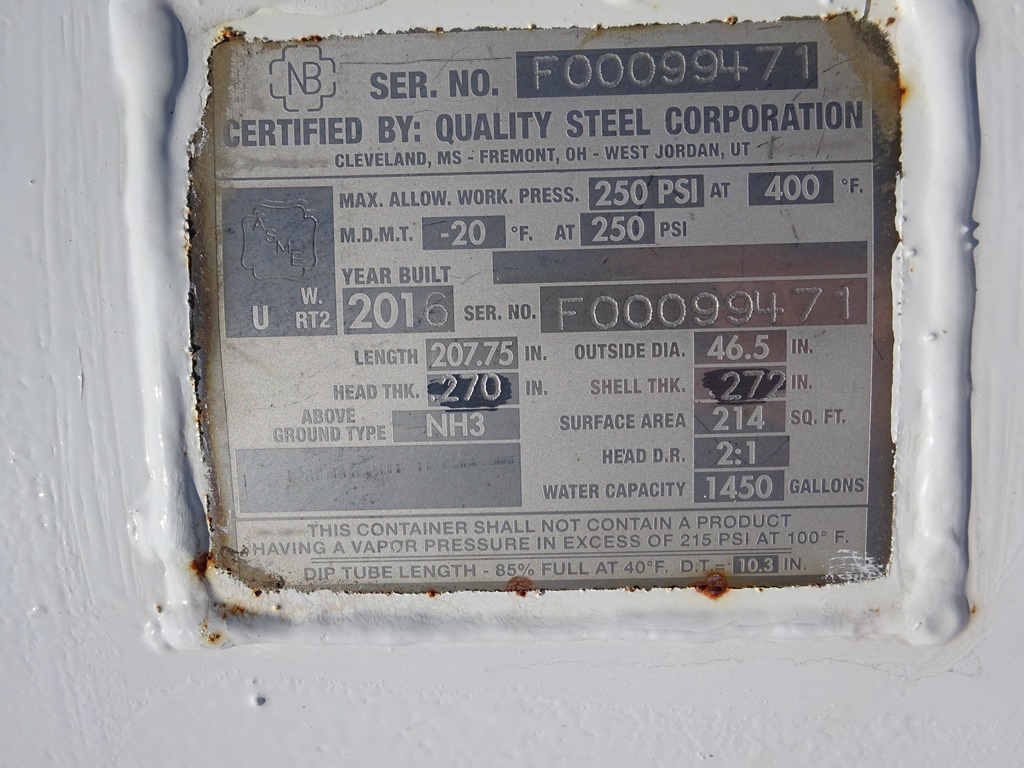 NB SER. NO. F00099471
CERTIFIED BY: QUALITY STEEL CORPORATION
CLEVELAND, MS - FREMONT, OH - WEST JORDAN, UT
ASME
MAX. ALLOW. WORK. PRESS. 250 PSI AT 400 °F.
M.D.M.T. -20 °F. AT 250 PSI
YEAR BUILT
U W. RT2
2016 SER. NO. F00099471
LENGTH 207.75 IN. OUTSIDE DIA. 46.5 IN.
HEAD THK. .270 IN. SHELL THK. .272 IN.
ABOVE GROUND TYPE NH3 SURFACE AREA 214 SQ. FT.
HEAD D.R. 2:1
WATER CAPACITY 1450 GALLONS
THIS CONTAINER SHALL NOT CONTAIN A PRODUCT
HAVING A VAPOR PRESSURE IN EXCESS OF 215 PSI AT 100° F.
DIP TUBE LENGTH - 85% FULL AT 40°F. D.T.= 10.3 IN.